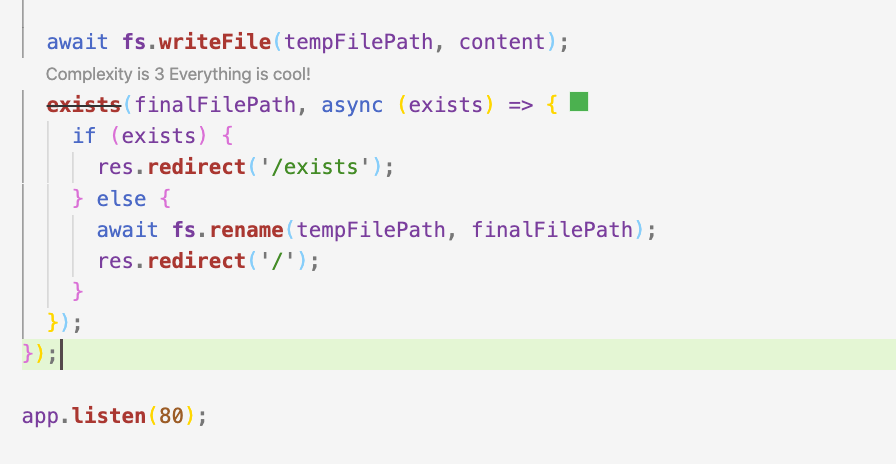 await fs.writeFile(tempFilePath, content);
Complexity is 3 Everything is cool!
exists(finalFilePath, async (exists) => {
if (exists) {
res.redirect('/exists');
} else {
await fs.rename(tempFilePath, finalFilePath);
res.redirect('/');
}
});
});
app.listen(80);